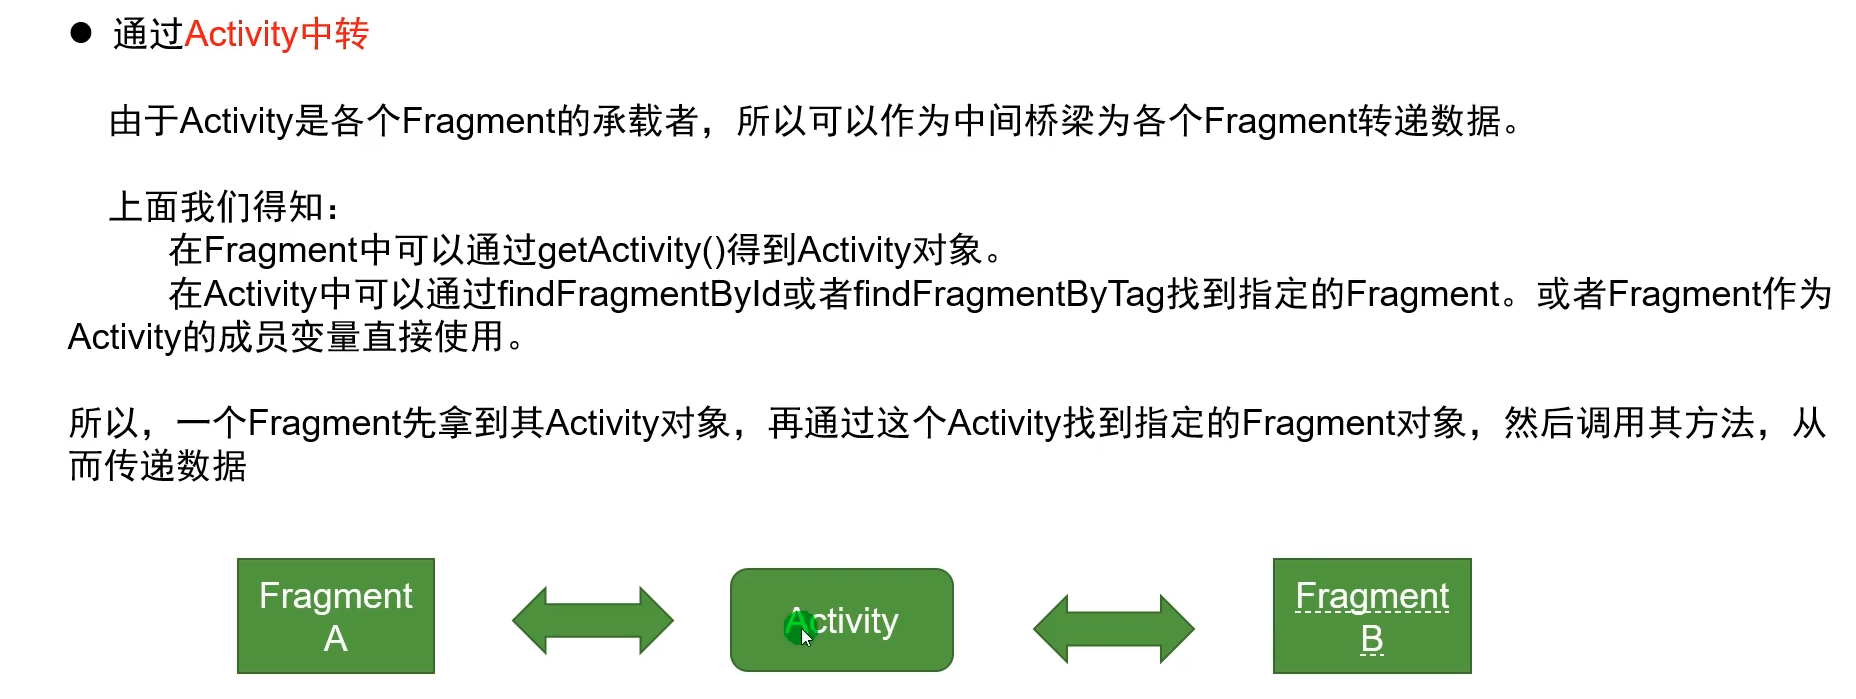 ● 通过Activity中转
由于Activity是各个Fragment的承载者，所以可以作为中间桥梁为各个Fragment转递数据。
上面我们得知：
在Fragment中可以通过getActivity()得到Activity对象。
在Activity中可以通过findFragmentById或者findFragmentByTag找到指定的Fragment。或者Fragment作为
Activity的成员变量直接使用。
所以，一个Fragment先拿到其Activity对象，再通过这个Activity找到指定的Fragment对象，然后调用其方法，从
而传递数据
Fragment
A
Activity
Fragment
B